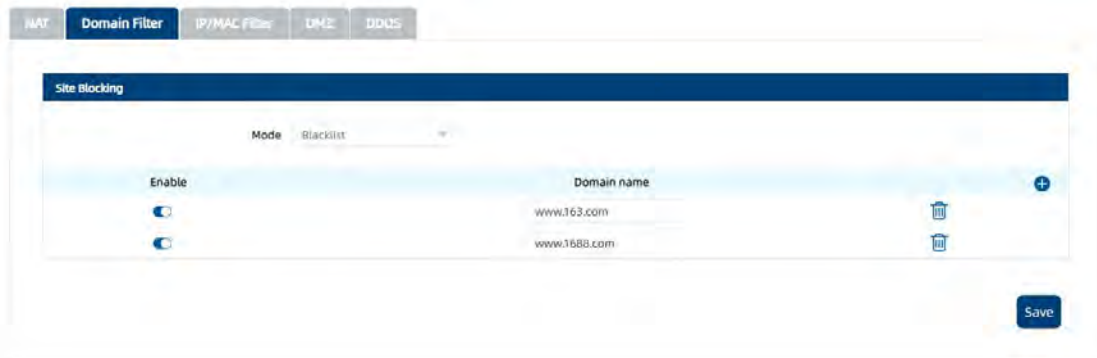 NAT Domain Filter IP/MAC Filter DMZ DDOS
Site Blocking
Mode Blacklist
Enable Domain name
www.163.com
www.1688.com
Save